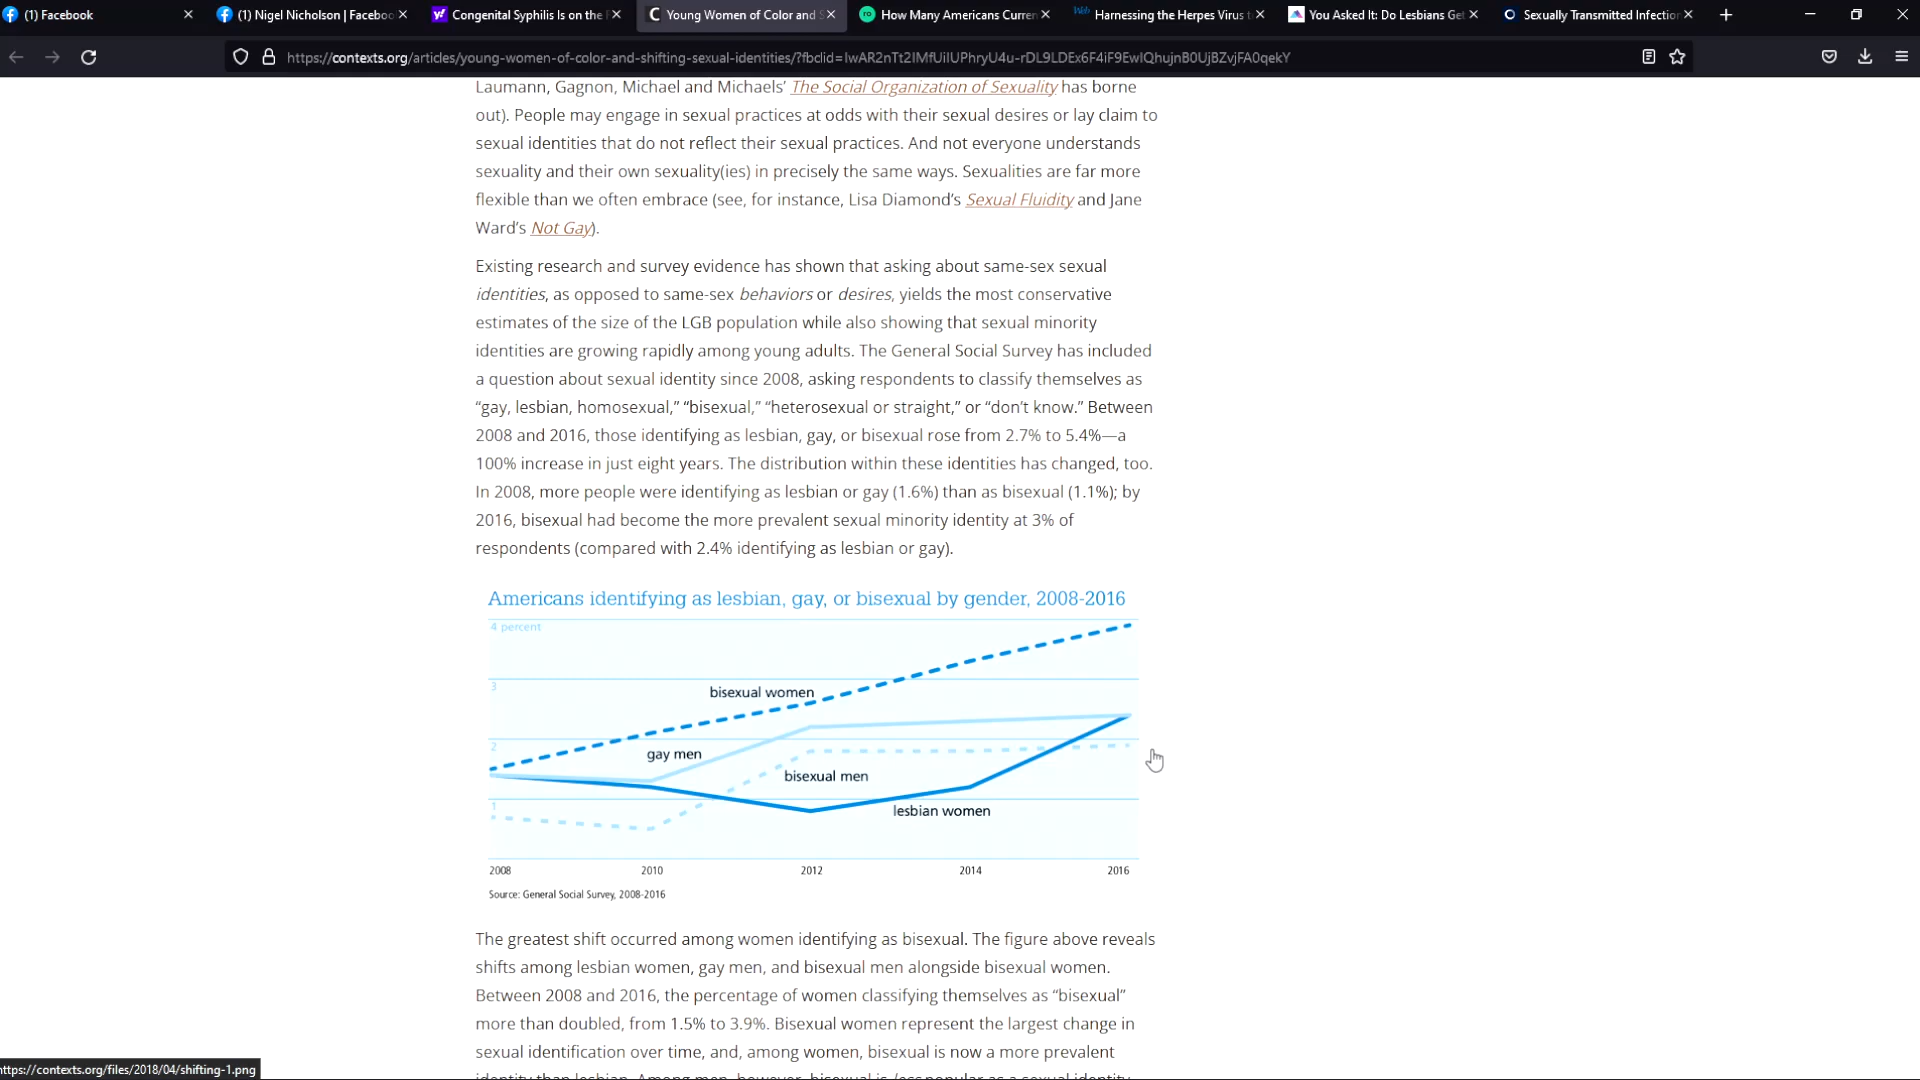 (1) Facebook
(1) Nigel Nicholson | Faceboo
Congenital Syphilis Is on the
Young Women of Color and S
How Many Americans Curren
Harnessing the Herpes Virus t
You Asked It: Do Lesbians Get
Sexually Transmitted Infection
Laumann, Gagnon, Michael and Michaels’ The Social Organization of Sexuality has borne
out). People may engage in sexual practices at odds with their sexual desires or lay claim to
sexual identities that do not reflect their sexual practices. And not everyone understands
sexuality and their own sexuality(ies) in precisely the same ways. Sexualities are far more
flexible than we often embrace (see, for instance, Lisa Diamond’s Sexual Fluidity and Jane
Ward’s Not Gay).
Existing research and survey evidence has shown that asking about same-sex sexual
identities, as opposed to same-sex behaviors or desires, yields the most conservative
estimates of the size of the LGB population while also showing that sexual minority
identities are growing rapidly among young adults. The General Social Survey has included
a question about sexual identity since 2008, asking respondents to classify themselves as
“gay, lesbian, homosexual,” “bisexual,” “heterosexual or straight,” or “don’t know.” Between
2008 and 2016, those identifying as lesbian, gay, or bisexual rose from 2.7% to 5.4%—a
100% increase in just eight years. The distribution within these identities has changed, too.
In 2008, more people were identifying as lesbian or gay (1.6%) than as bisexual (1.1%); by
2016, bisexual had become the more prevalent sexual minority identity at 3% of
respondents (compared with 2.4% identifying as lesbian or gay).
Americans identifying as lesbian, gay, or bisexual by gender, 2008-2016
4 percent
3
bisexual women
2
gay men
bisexual men
1
lesbian women
2008 2010 2012 2014 2016
Source: General Social Survey, 2008-2016
The greatest shift occurred among women identifying as bisexual. The figure above reveals
shifts among lesbian women, gay men, and bisexual men alongside bisexual women.
Between 2008 and 2016, the percentage of women classifying themselves as “bisexual”
more than doubled, from 1.5% to 3.9%. Bisexual women represent the largest change in
sexual identification over time, and, among women, bisexual is now a more prevalent
identity than lesbian. Among men, however, bisexual is less popular as a sexual identity
https://contexts.org/files/2018/04/shifting-1.png